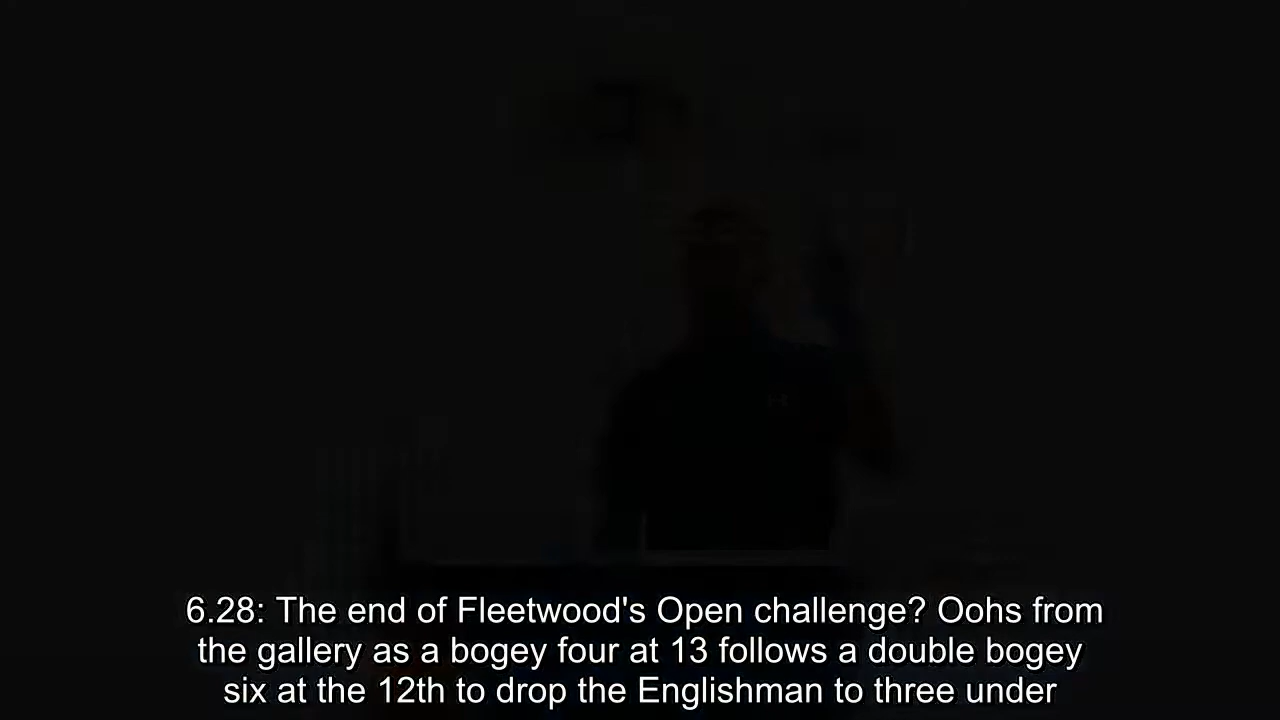 6.28: The end of Fleetwood's Open challenge? Oohs from
the gallery as a bogey four at 13 follows a double bogey
six at the 12th to drop the Englishman to three under